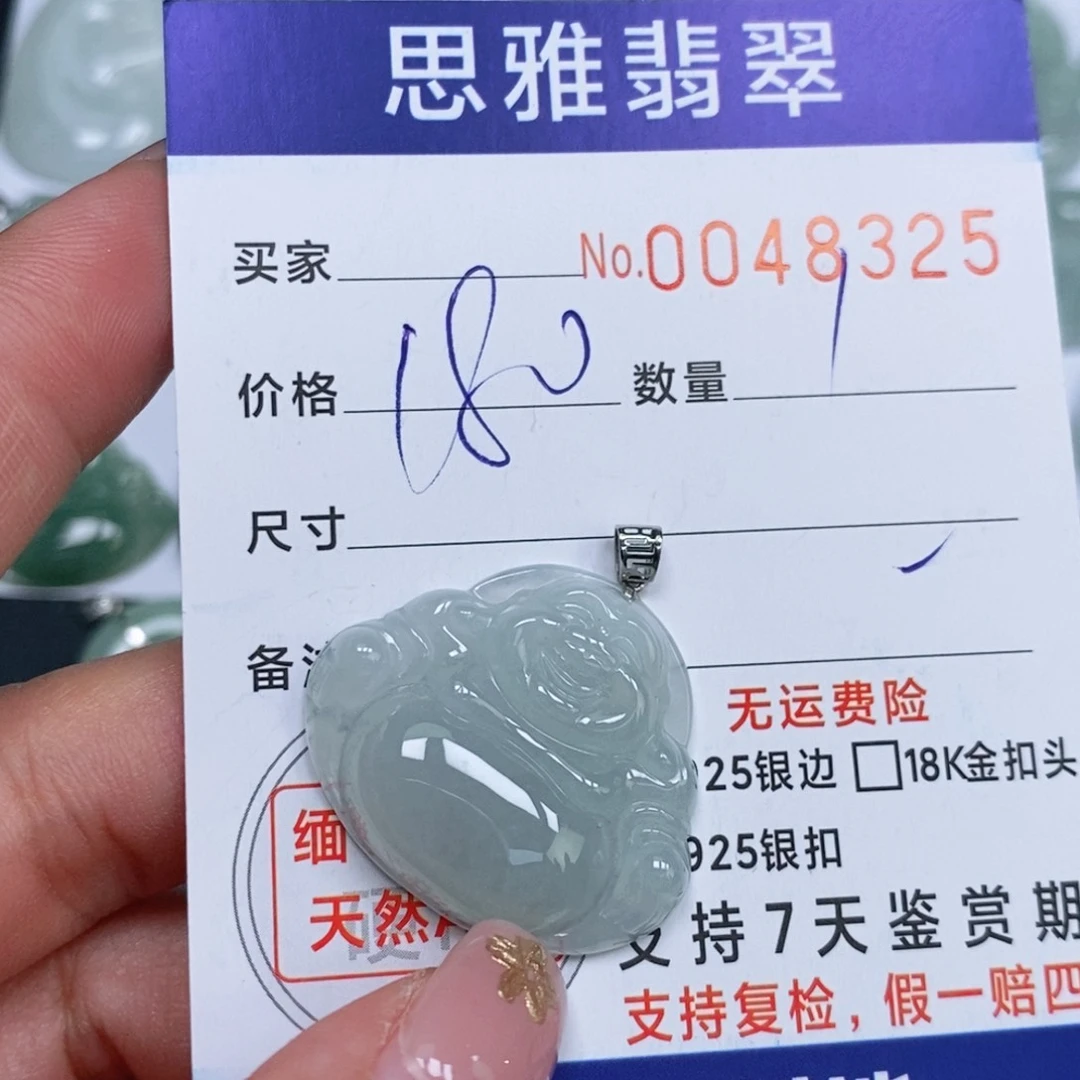 思雅翡翠
买家 No.0048325
价格 180 数量 1
尺寸
备
无运费险
25银边 □18K金扣头
925银扣
缅
天然
支持7天鉴赏期
支持复检，假一赔四